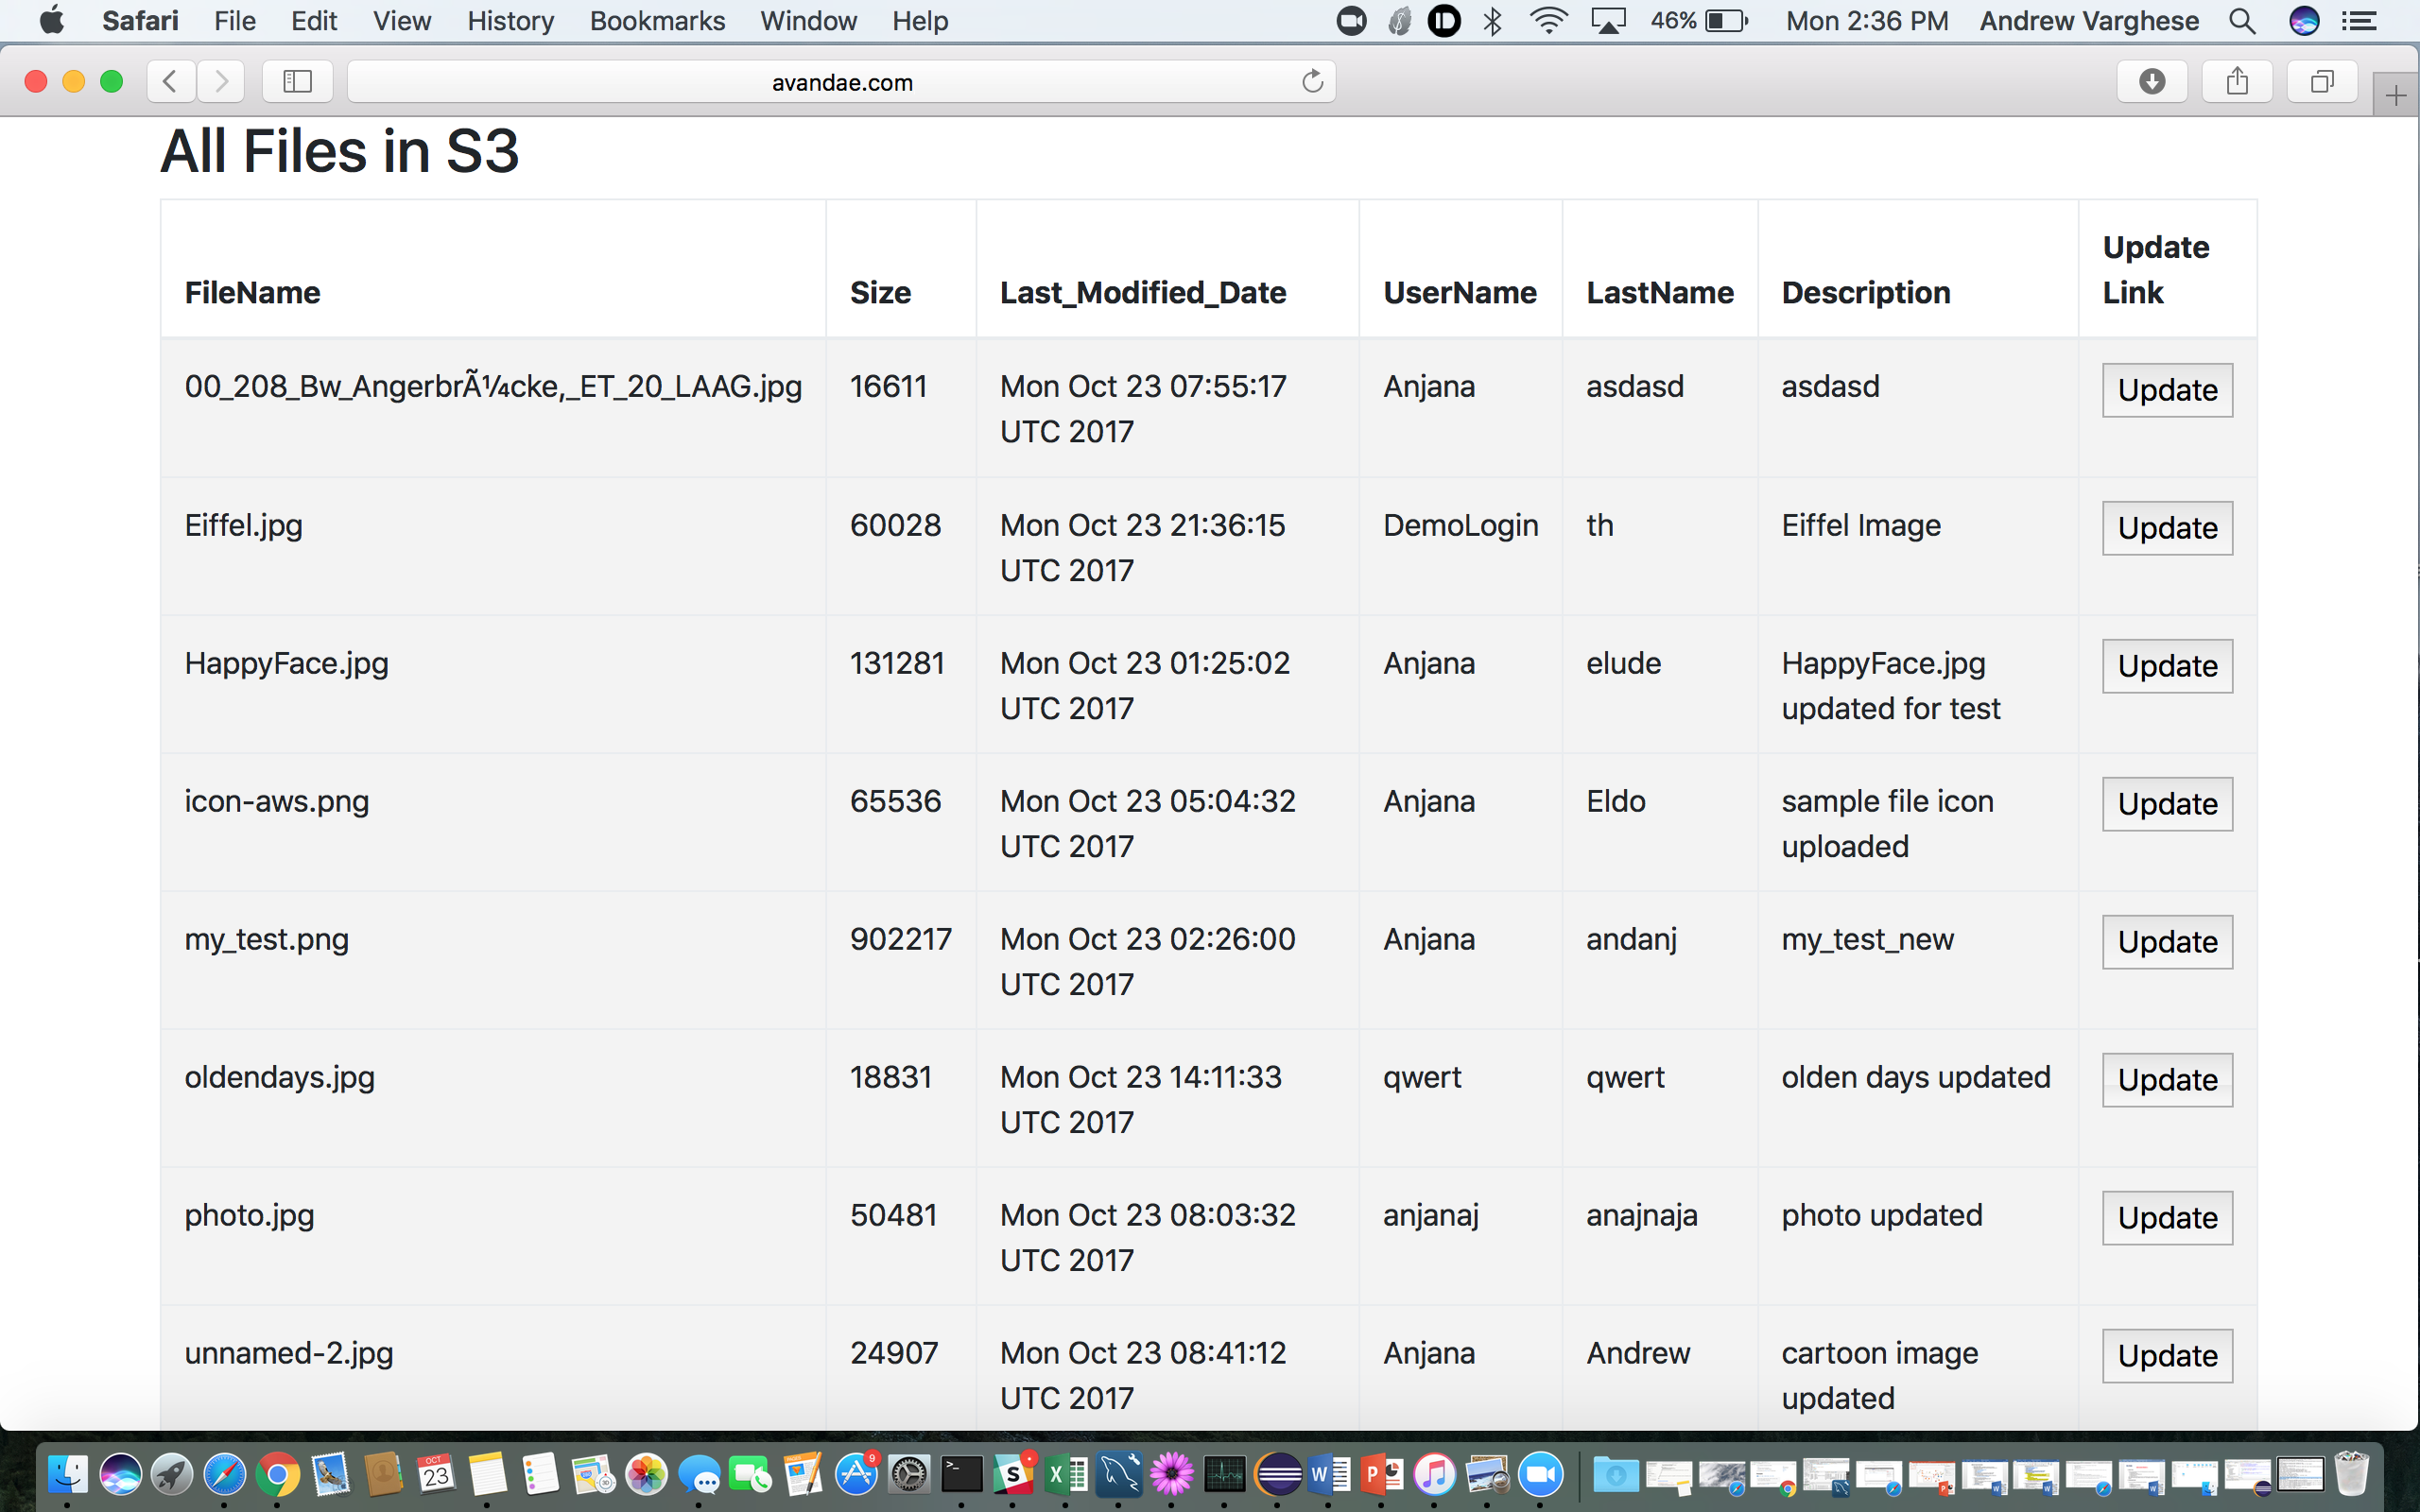 Safari File Edit View History Bookmarks Window Help 46% Mon 2:36 PM Andrew Varghese
avandae.com
All Files in S3
FileName Size Last_Modified_Date UserName LastName Description Update Link
00_208_Bw_AngerbrÃ¼cke,_ET_20_LAAG.jpg 16611 Mon Oct 23 07:55:17 Anjana asdasd asdasd Update
UTC 2017
Eiffel.jpg 60028 Mon Oct 23 21:36:15 DemoLogin th Eiffel Image Update
UTC 2017
HappyFace.jpg 131281 Mon Oct 23 01:25:02 Anjana elude HappyFace.jpg Update
UTC 2017 updated for test
icon-aws.png 65536 Mon Oct 23 05:04:32 Anjana Eldo sample file icon Update
UTC 2017 uploaded
my_test.png 902217 Mon Oct 23 02:26:00 Anjana andanj my_test_new Update
UTC 2017
oldendays.jpg 18831 Mon Oct 23 14:11:33 qwert qwert olden days updated Update
UTC 2017
photo.jpg 50481 Mon Oct 23 08:03:32 anjanaj anajnaja photo updated Update
UTC 2017
unnamed-2.jpg 24907 Mon Oct 23 08:41:12 Anjana Andrew cartoon image Update
UTC 2017 updated
OCT
23
9